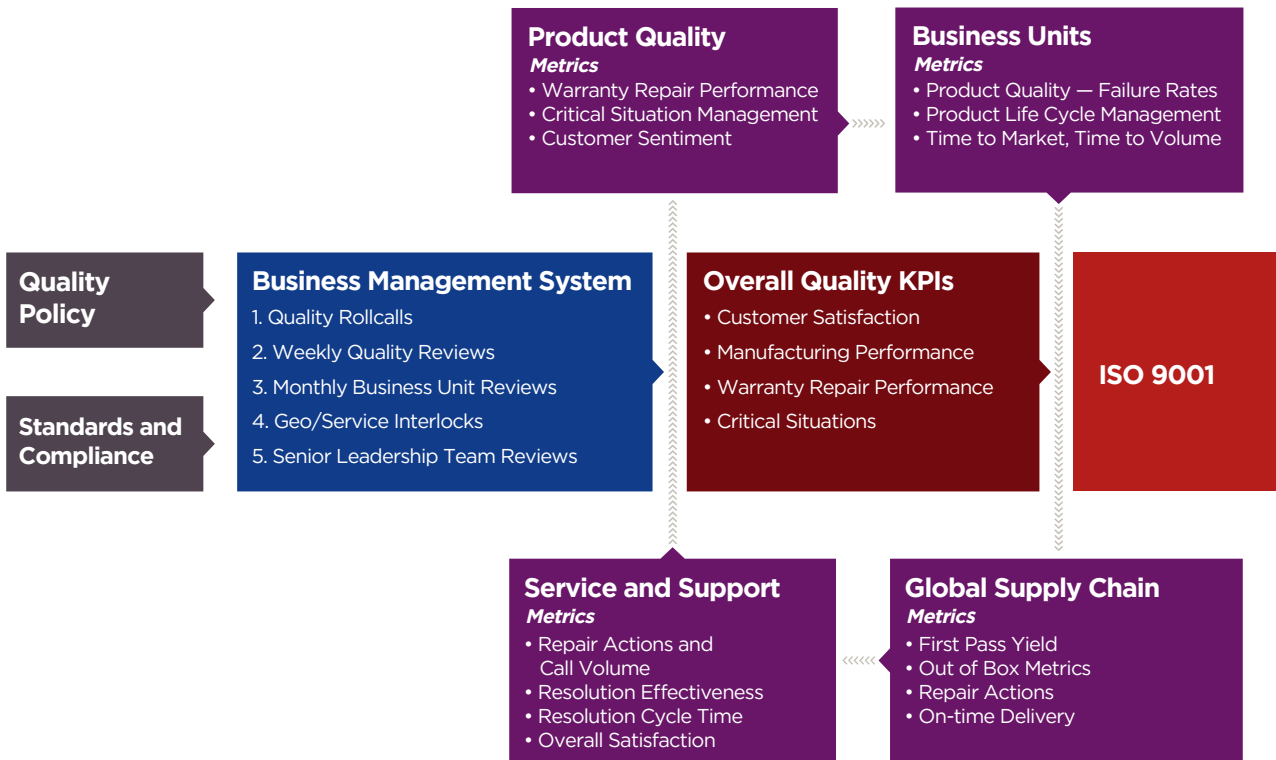 Product Quality
Metrics
• Warranty Repair Performance
• Critical Situation Management
• Customer Sentiment
Business Units
Metrics
• Product Quality — Failure Rates
• Product Life Cycle Management
• Time to Market, Time to Volume
Quality
Policy
Standards and
Compliance
Business Management System
1. Quality Rollcalls
2. Weekly Quality Reviews
3. Monthly Business Unit Reviews
4. Geo/Service Interlocks
5. Senior Leadership Team Reviews
Overall Quality KPIs
• Customer Satisfaction
• Manufacturing Performance
• Warranty Repair Performance
• Critical Situations
ISO 9001
Service and Support
Metrics
• Repair Actions and
Call Volume
• Resolution Effectiveness
• Resolution Cycle Time
• Overall Satisfaction
Global Supply Chain
Metrics
• First Pass Yield
• Out of Box Metrics
• Repair Actions
• On-time Delivery